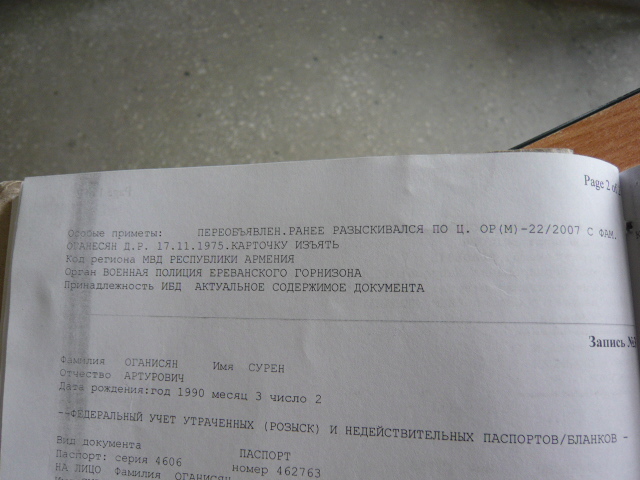 Page 2 of
Особые приметы: ПЕРЕОБЪЯВЛЕН.РАНЕЕ РАЗЫСКИВАЛСЯ ПО Ц. ОР(М)-22/2007 С ФАМ.
ОГАНЕСЯН Д.Р. 17.11.1975.КАРТОЧКУ ИЗЪЯТЬ
Код региона МВД РЕСПУБЛИКИ АРМЕНИЯ
Орган ВОЕННАЯ ПОЛИЦИЯ ЕРЕВАНСКОГО ГОРНИЗОНА
Принадлежность ИБД АКТУАЛЬНОЕ СОДЕРЖИМОЕ ДОКУМЕНТА
Запись
Фамилия ОГАНИСЯН Имя СУРЕН
Отчество АРТУРОВИЧ
Дата рождения:год 1990 месяц 3 число 2
--ФЕДЕРАЛЬНЫЙ УЧЕТ УТРАЧЕННЫХ (РОЗЫСК) И НЕДЕЙСТВИТЕЛЬНЫХ ПАСПОРТОВ/БЛАНКОВ -
Вид документа ПАСПОРТ
Паспорт: серия 4606 номер 462763
НА ЛИЦО Фамилия ОГАНИСЯН